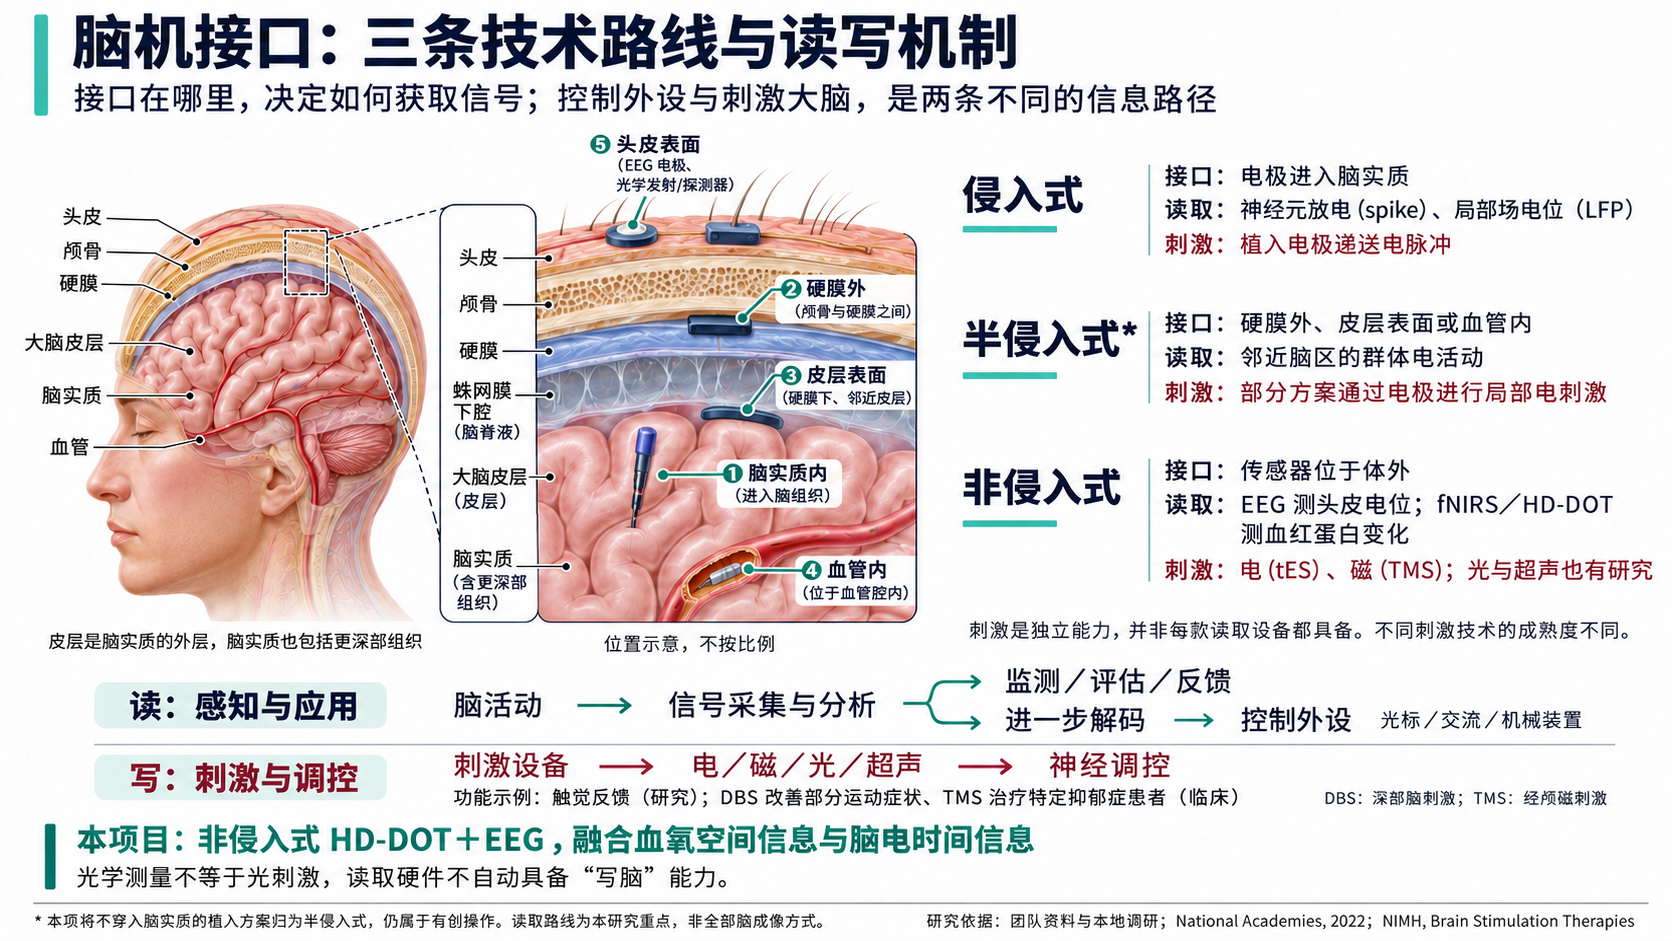 脑机接口：三条技术路线与读写机制
接口在哪里，决定如何获取信号；控制外设与刺激大脑，是两条不同的信息路径
头皮
颅骨
硬膜
大脑皮层
脑实质
血管
皮层是脑实质的外层，脑实质也包括更深部组织
头皮
颅骨
硬膜
蛛网膜
下腔
（脑脊液）
大脑皮层
（皮层）
脑实质
（含更深部
组织）
5 头皮表面
（EEG 电极、
光学发射/探测器）
2 硬膜外
（颅骨与硬膜之间）
3 皮层表面
（硬膜下、邻近皮层）
1 脑实质内
（进入脑组织）
4 血管内
（位于血管腔内）
位置示意，不按比例
侵入式
接口：电极进入脑实质
读取：神经元放电（spike）、局部场电位（LFP）
刺激：植入电极递送电脉冲
半侵入式*
接口：硬膜外、皮层表面或血管内
读取：邻近脑区的群体电活动
刺激：部分方案通过电极进行局部电刺激
非侵入式
接口：传感器位于体外
读取：EEG 测头皮电位；fNIRS／HD-DOT
测血红蛋白变化
刺激：电（tES）、磁（TMS）；光与超声也有研究
刺激是独立能力，并非每款读取设备都具备。不同刺激技术的成熟度不同。
读：感知与应用
脑活动 → 信号采集与分析
监测／评估／反馈
进一步解码 → 控制外设 光标／交流／机械装置
写：刺激与调控
刺激设备 → 电／磁／光／超声 → 神经调控
功能示例：触觉反馈（研究）；DBS 改善部分运动症状、TMS 治疗特定抑郁症患者（临床）
DBS：深部脑刺激；TMS：经颅磁刺激
本项目：非侵入式 HD-DOT＋EEG，融合血氧空间信息与脑电时间信息
光学测量不等于光刺激，读取硬件不自动具备“写脑”能力。
* 本项将不穿入脑实质的植入方案归为半侵入式，仍属于有创操作。读取路线为本研究重点，非全部脑成像方式。
研究依据：团队资料与本地调研；National Academies, 2022；NIMH, Brain Stimulation Therapies